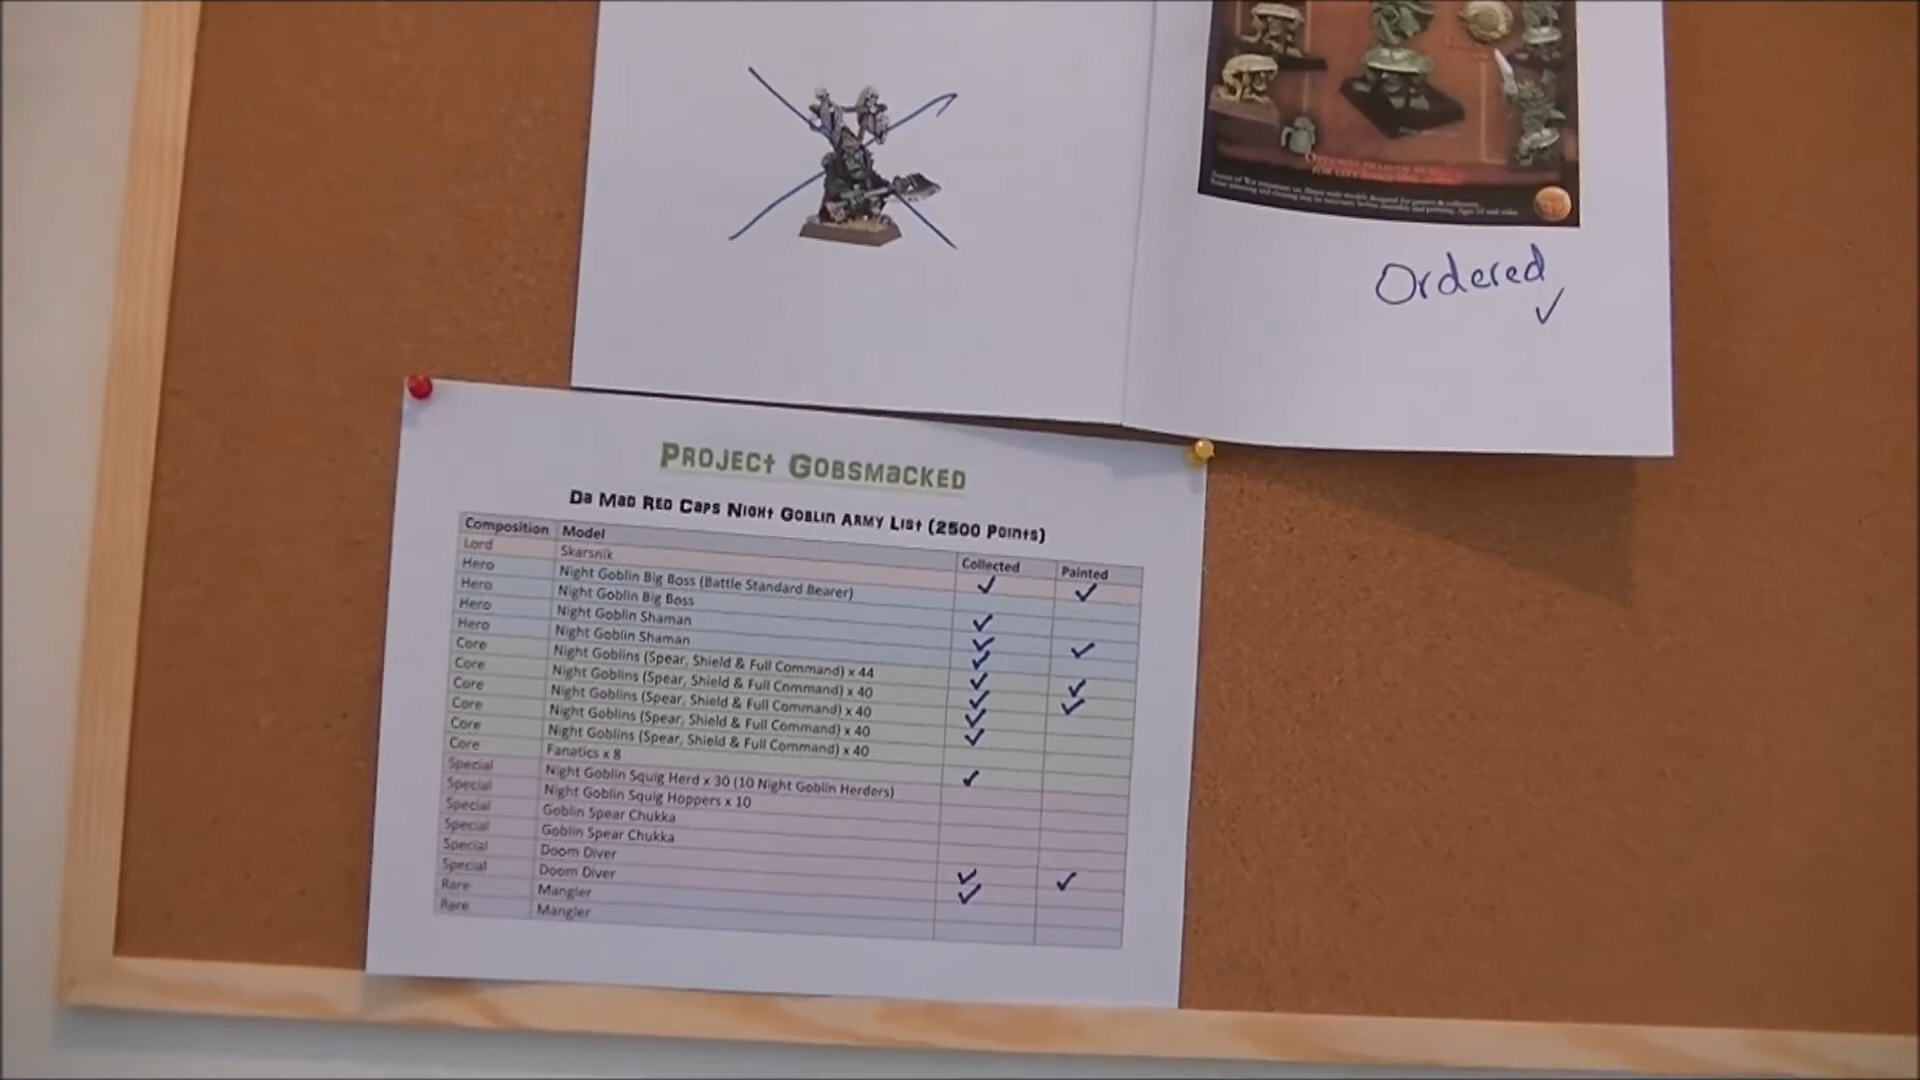 Ordered
✓
Project Gobsmacked
Da Mad Red Caps Night Goblin Army List (2500 Points)
Composition Model Collected Painted
Lord Skarsnik ✓ ✓
Hero Night Goblin Big Boss (Battle Standard Bearer)
Hero Night Goblin Big Boss ✓
Hero Night Goblin Shaman ✓ ✓
Hero Night Goblin Shaman ✓
Core Night Goblins (Spear, Shield & Full Command) x 44 ✓ ✓
Core Night Goblins (Spear, Shield & Full Command) x 40 ✓ ✓
Core Night Goblins (Spear, Shield & Full Command) x 40 ✓
Core Night Goblins (Spear, Shield & Full Command) x 40 ✓
Core Night Goblins (Spear, Shield & Full Command) x 40
Core Fanatics x 8 ✓
Special Night Goblin Squig Herd x 30 (10 Night Goblin Herders)
Special Night Goblin Squig Hoppers x 10
Special Goblin Spear Chukka
Special Goblin Spear Chukka
Special Doom Diver ✓ ✓
Special Doom Diver ✓
Rare Mangler
Rare Mangler